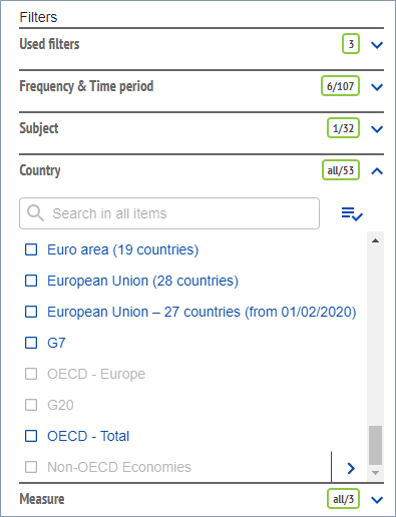 Filters
Used filters 3
Frequency & Time period 6/107
Subject 1/32
Country all/53
Search in all items
Euro area (19 countries)
European Union (28 countries)
European Union – 27 countries (from 01/02/2020)
G7
OECD - Europe
G20
OECD - Total
Non-OECD Economies
Measure all/3